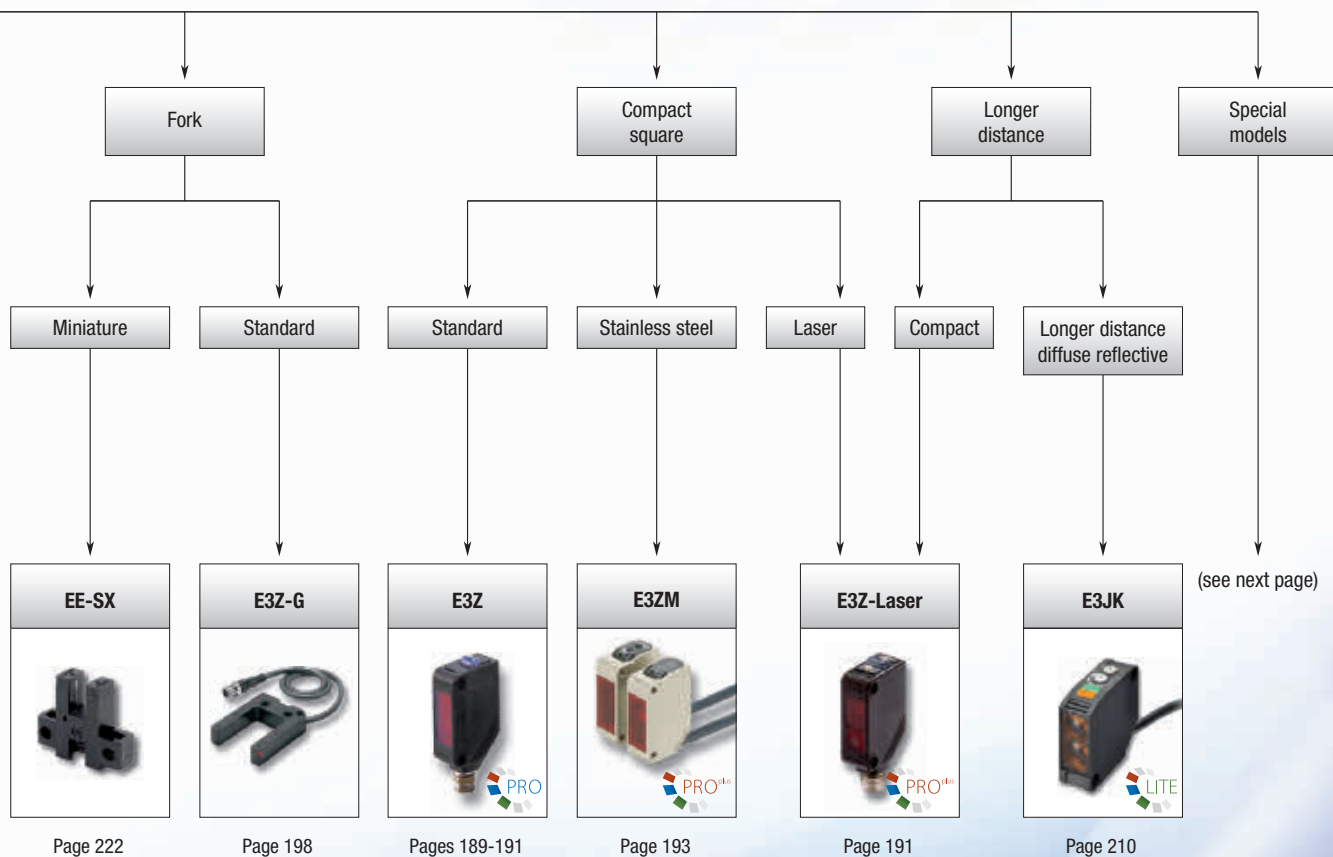 Fork
Compact
square
Longer
distance
Special
models
Miniature
Standard
Standard
Stainless steel
Laser
Compact
Longer distance
diffuse reflective
EE-SX
E3Z-G
E3Z
E3ZM
E3Z-Laser
E3JK
(see next page)
PRO
PROplus
PROplus
LITE
Page 222
Page 198
Pages 189-191
Page 193
Page 191
Page 210